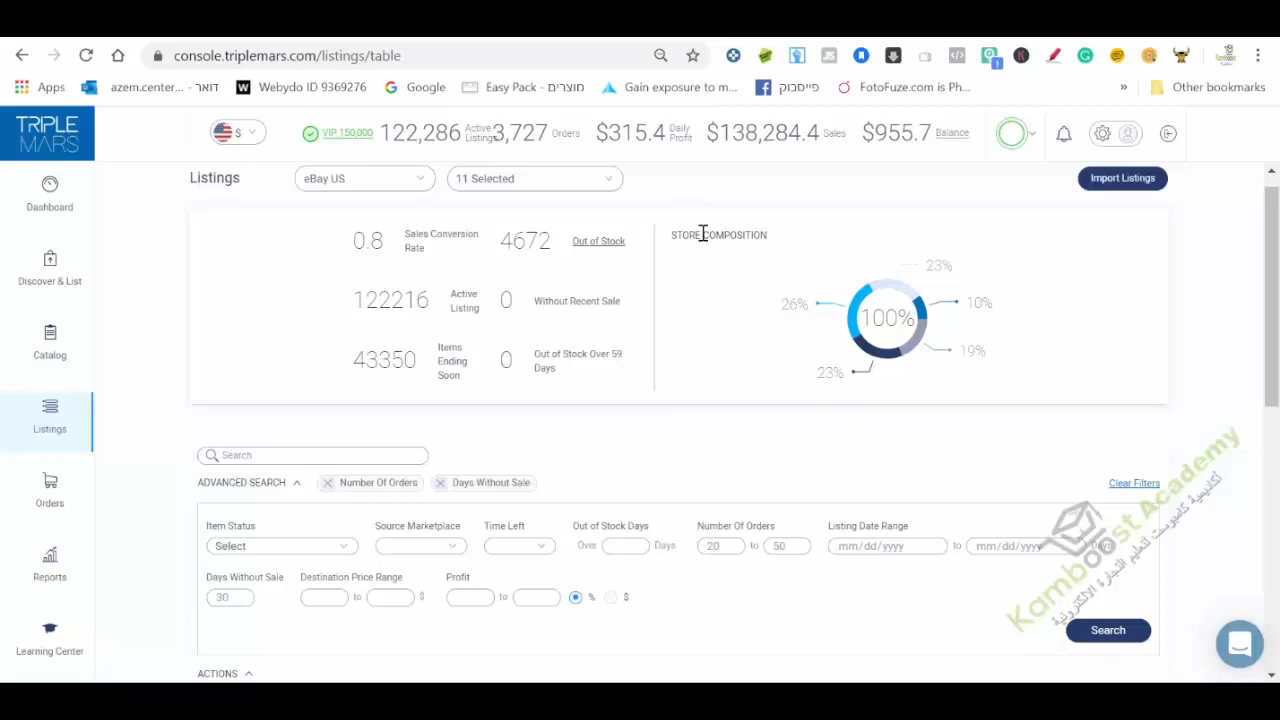 console.triplemars.com/listings/table
Apps
azem.center... - דואר
Webydo ID 9369276
Google
Easy Pack - מוצרים
Gain exposure to m...
פייסבוק
FotoFuze.com is Ph...
»
Other bookmarks
TRIPLE
MARS
$
VIP 150,000
122,286 Active Listings
3,727 Orders
$315.4 Daily Profit
$138,284.4 Sales
$955.7 Balance
Dashboard
Discover & List
Catalog
Listings
Orders
Reports
Learning Center
Listings
eBay US
11 Selected
Import Listings
0.8 Sales Conversion Rate
4672 Out of Stock
122216 Active Listing
0 Without Recent Sale
43350 Items Ending Soon
0 Out of Stock Over 59 Days
STORE COMPOSITION
23%
26%
10%
100%
19%
23%
Search
ADVANCED SEARCH
Number Of Orders
Days Without Sale
Clear Filters
Item Status
Source Marketplace
Time Left
Out of Stock Days
Number Of Orders
Listing Date Range
Select
Over
Days
20 to 50
mm/dd/yyyy to mm/dd/yyyy
Days
Days Without Sale
Destination Price Range
Profit
30
to
$
to
%
$
Search
ACTIONS
Kamboost Academy
أكاديمية كامبوست لتعليم التجارة الإلكترونية